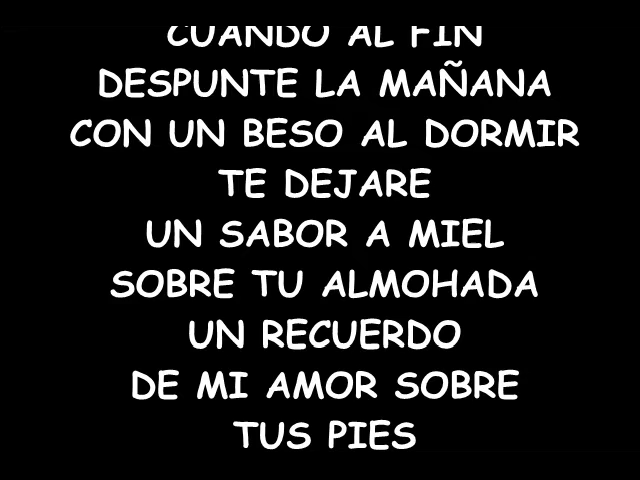 CUANDO AL FIN
DESPUNTE LA MAÑANA
CON UN BESO AL DORMIR
TE DEJARE
UN SABOR A MIEL
SOBRE TU ALMOHADA
UN RECUERDO
DE MI AMOR SOBRE
TUS PIES